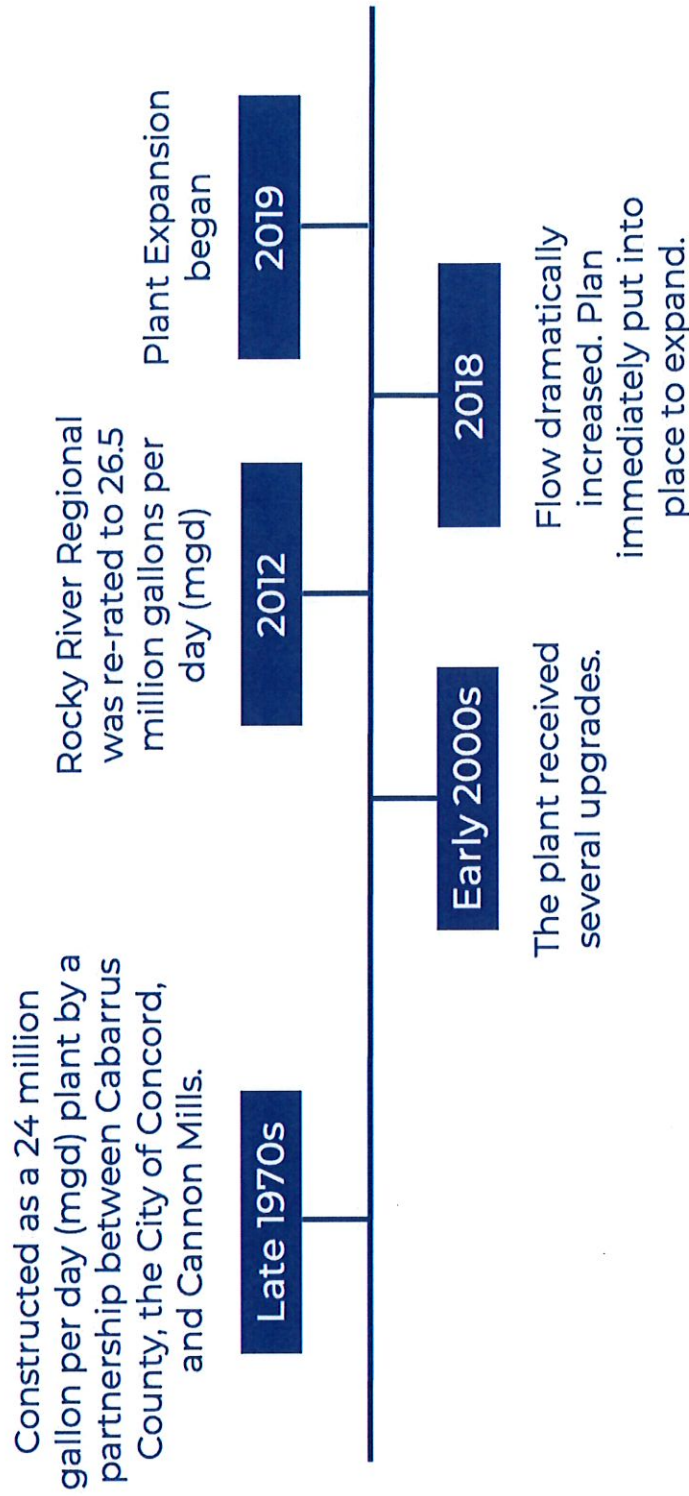 Constructed as a 24 million
gallon per day (mgd) plant by a
partnership between Cabarrus
County, the City of Concord,
and Cannon Mills.
Late 1970s
Early 2000s
The plant received
several upgrades.
Rocky River Regional
was re-rated to 26.5
million gallons per
day (mgd)
2012
2018
Flow dramatically
increased. Plan
immediately put into
place to expand.
Plant Expansion
began
2019